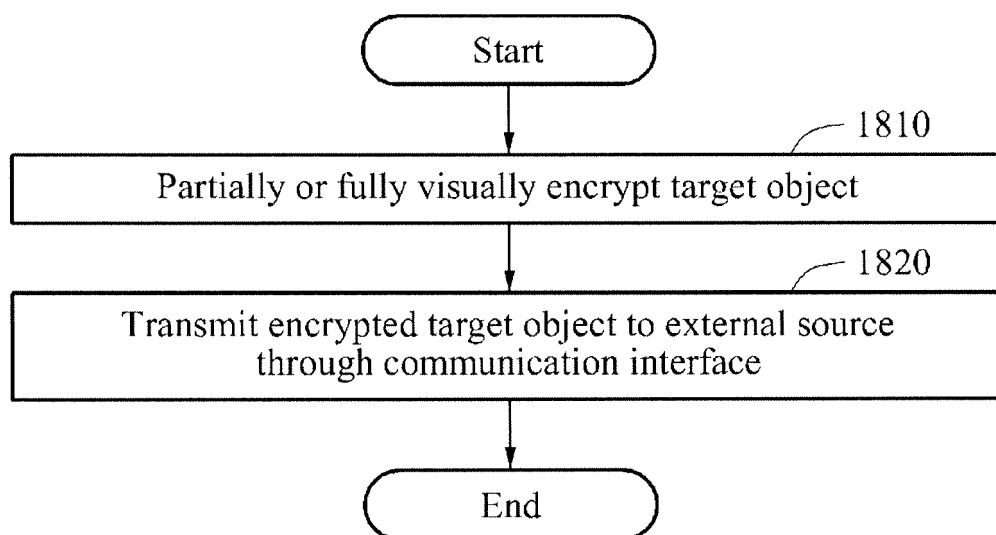 Start
1810
Partially or fully visually encrypt target object
1820
Transmit encrypted target object to external source
through communication interface
End